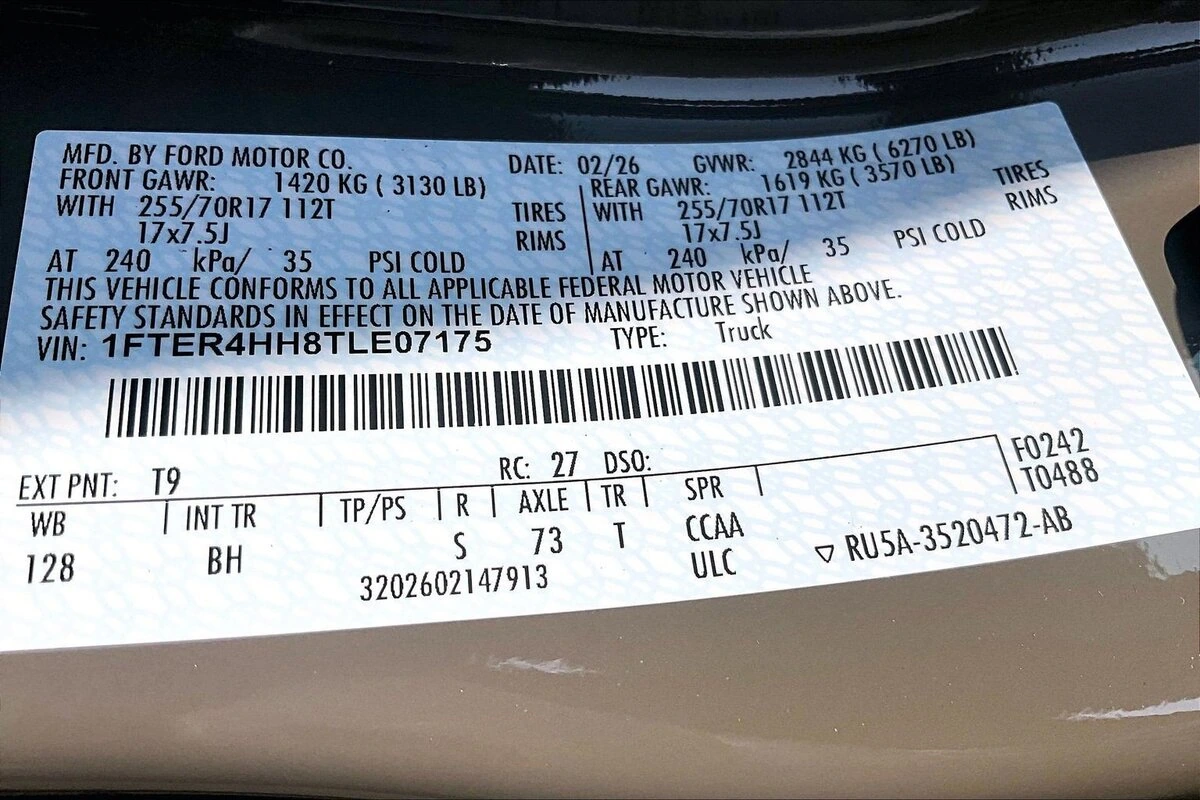 MFD. BY FORD MOTOR CO. DATE: 02/26 GVWR: 2844 KG ( 6270 LB)
FRONT GAWR: 1420 KG ( 3130 LB) REAR GAWR: 1619 KG ( 3570 LB)
WITH 255/70R17 112T TIRES WITH 255/70R17 112T TIRES
17x7.5J RIMS 17x7.5J RIMS
AT 240 kPa/ 35 PSI COLD AT 240 kPa/ 35 PSI COLD
THIS VEHICLE CONFORMS TO ALL APPLICABLE FEDERAL MOTOR VEHICLE
SAFETY STANDARDS IN EFFECT ON THE DATE OF MANUFACTURE SHOWN ABOVE.
VIN: 1FTER4HH8TLE07175 TYPE: Truck
EXT PNT: T9 RC: 27 DSO: F0242
WB INT TR TP/PS R AXLE TR SPR T0488
128 BH S 73 T CCAA
3202602147913 ULC ▽ RU5A-3520472-AB